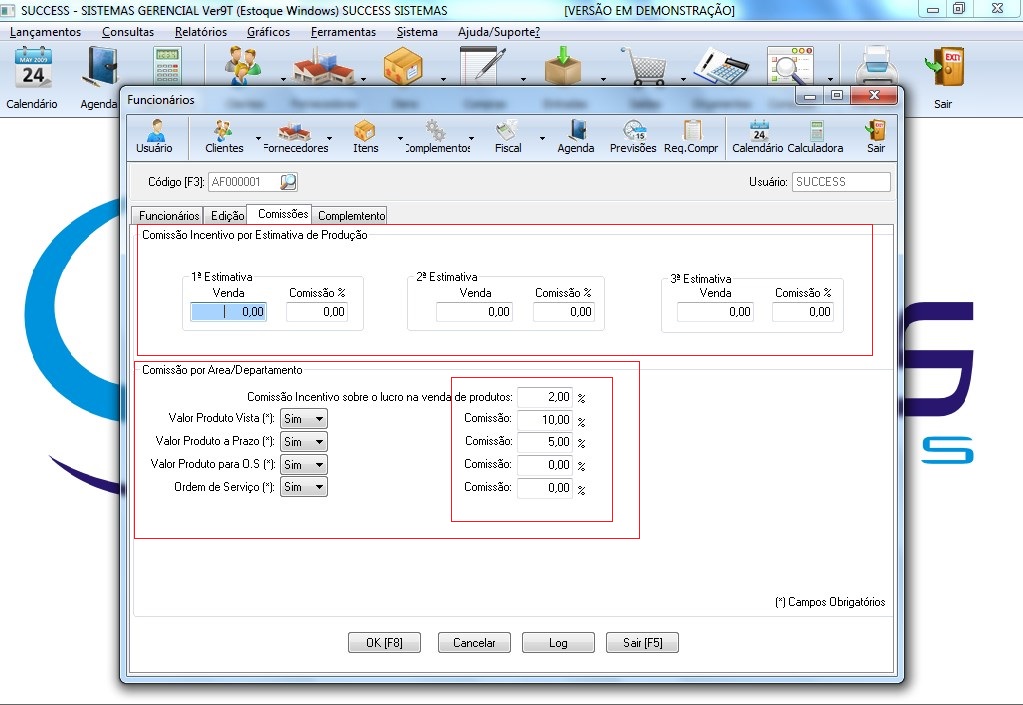 SUCCESS - SISTEMAS GERENCIAL Ver9T (Estoque Windows) SUCCESS SISTEMAS [VERSÃO EM DEMONSTRAÇÃO]
Lançamentos Consultas Relatórios Gráficos Ferramentas Sistema Ajuda/Suporte?
MAY 2009
24
EXIT
Calendário Agenda Sair
Funcionários
24
15
EXIT
Usuário Clientes Fornecedores Itens Complementos Fiscal Agenda Previsões Req.Compr Calendário Calculadora Sair
Código [F3]: AF000001 Usuário: SUCCESS
Funcionários Edição Comissões Complemtento
Comissão Incentivo por Estimativa de Produção
1ª Estimativa 2ª Estimativa 3ª Estimativa
Venda Comissão % Venda Comissão % Venda Comissão %
0,00 0,00 0,00 0,00 0,00 0,00
Comissão por Area/Departamento
Comissão Incentivo sobre o lucro na venda de produtos: 2,00 %
Valor Produto Vista (*): Sim Comissão: 10,00 %
Valor Produto a Prazo (*): Sim Comissão: 5,00 %
Valor Produto para O.S (*): Sim Comissão: 0,00 %
Ordem de Serviço (*): Sim Comissão: 0,00 %
S
S
(*) Campos Obrigatórios
OK [F8] Cancelar Log Sair [F5]